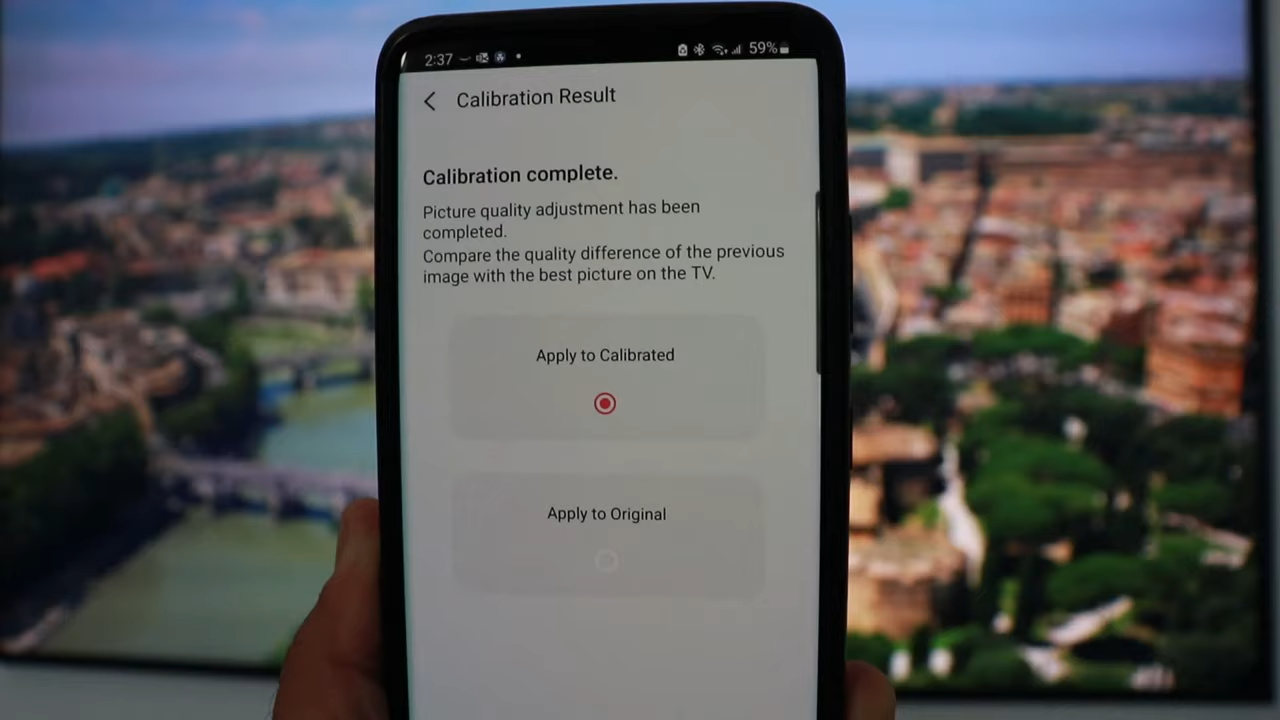 2:37 59%
Calibration Result
Calibration complete.
Picture quality adjustment has been
completed.
Compare the quality difference of the previous
image with the best picture on the TV.
Apply to Calibrated
Apply to Original